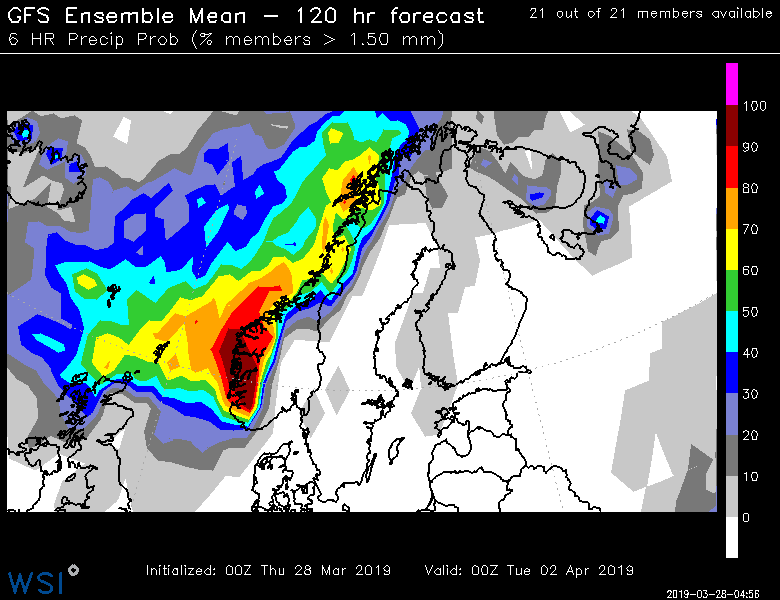 GFS Ensemble Mean – 120 hr forecast
21 out of 21 members available
6 HR Precip Prob (% members > 1.50 mm)
100
90
80
70
60
50
40
30
20
10
0
Initialized: 00Z Thu 28 Mar 2019
Valid: 00Z Tue 02 Apr 2019
WSI
2019-03-28-04:56